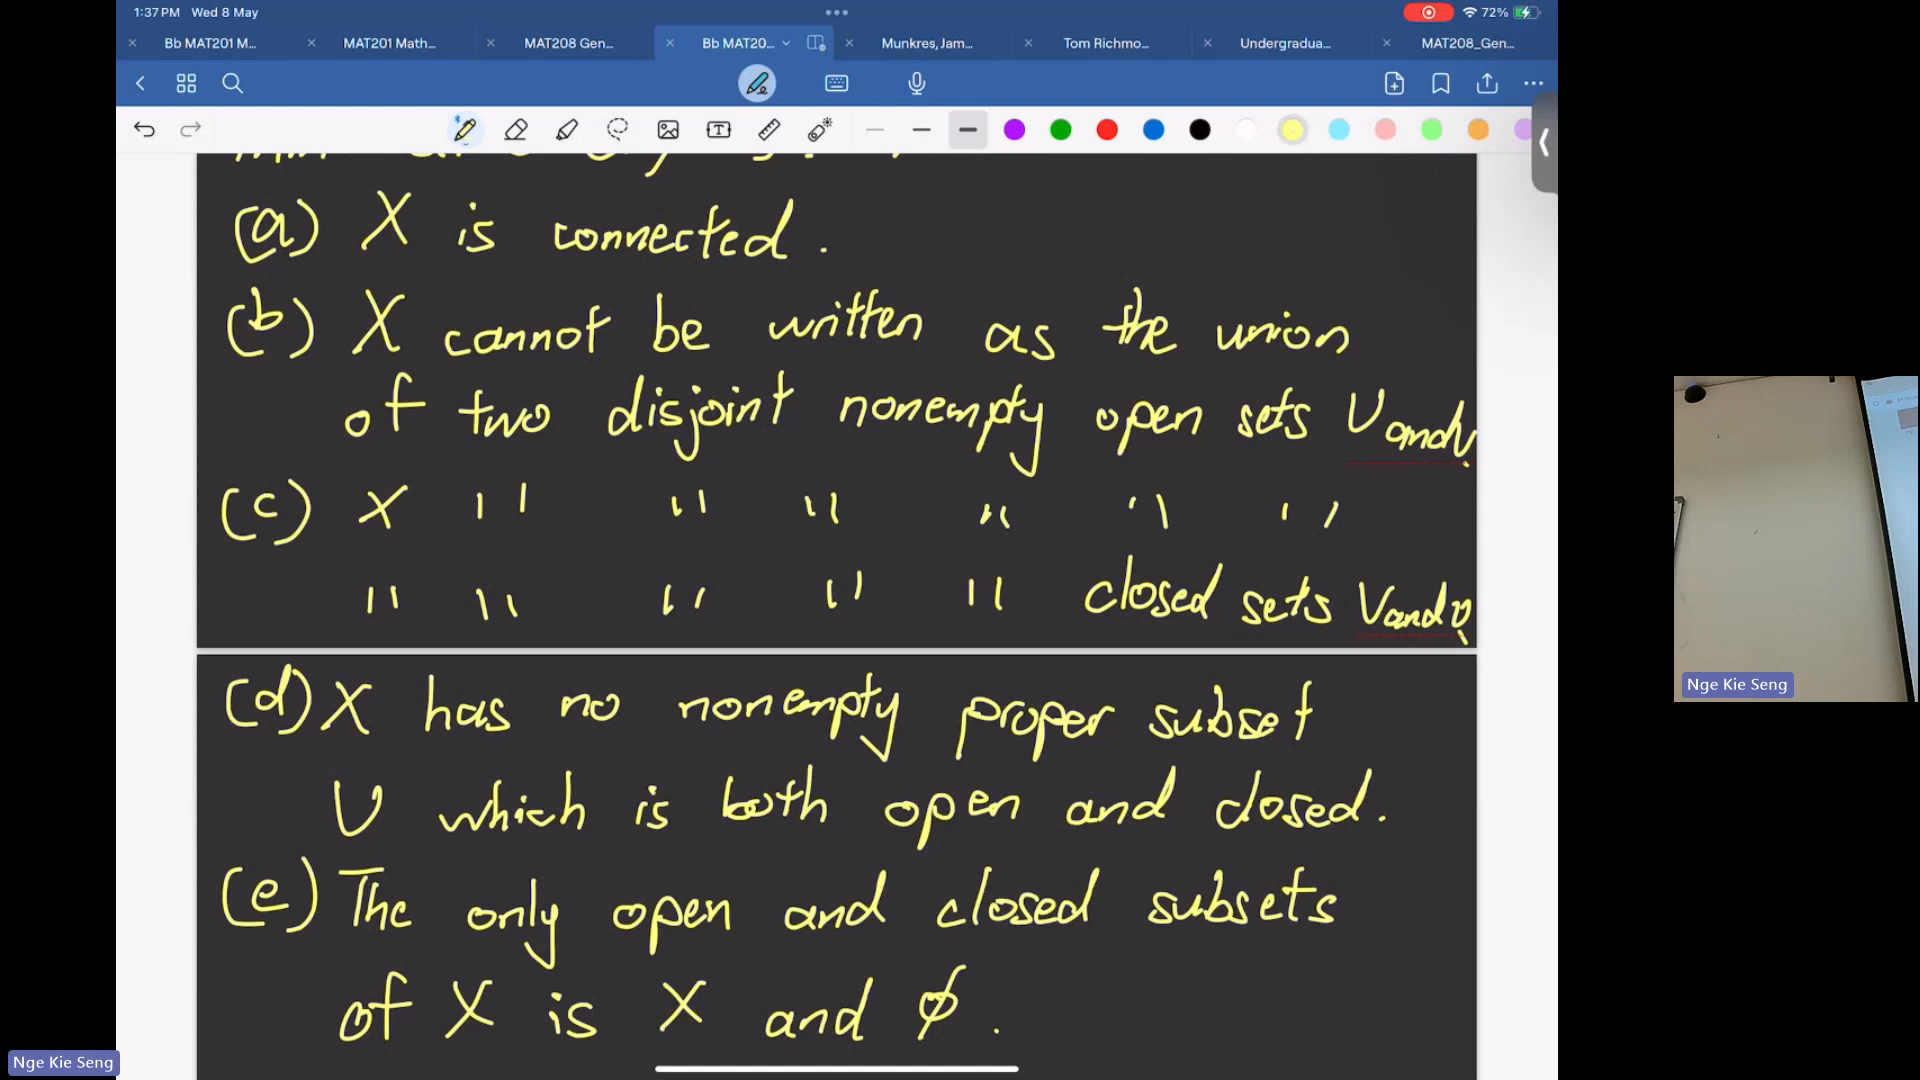 1:37 PM Wed 8 May
72%
Bb MAT201 M...
MAT201 Math...
MAT208 Gen...
Bb MAT20...
Munkres, Jam...
Tom Richmo...
Undergradua...
MAT208_Gen...
(a) X is connected.
(b) X cannot be written as the union
of two disjoint nonempty open sets U and V.
(c) X " " " " " "
" " " " " closed sets V and U.
(d) X has no nonempty proper subset
U which is both open and closed.
(e) The only open and closed subsets
of X is X and ∅.
Nge Kie Seng
Nge Kie Seng